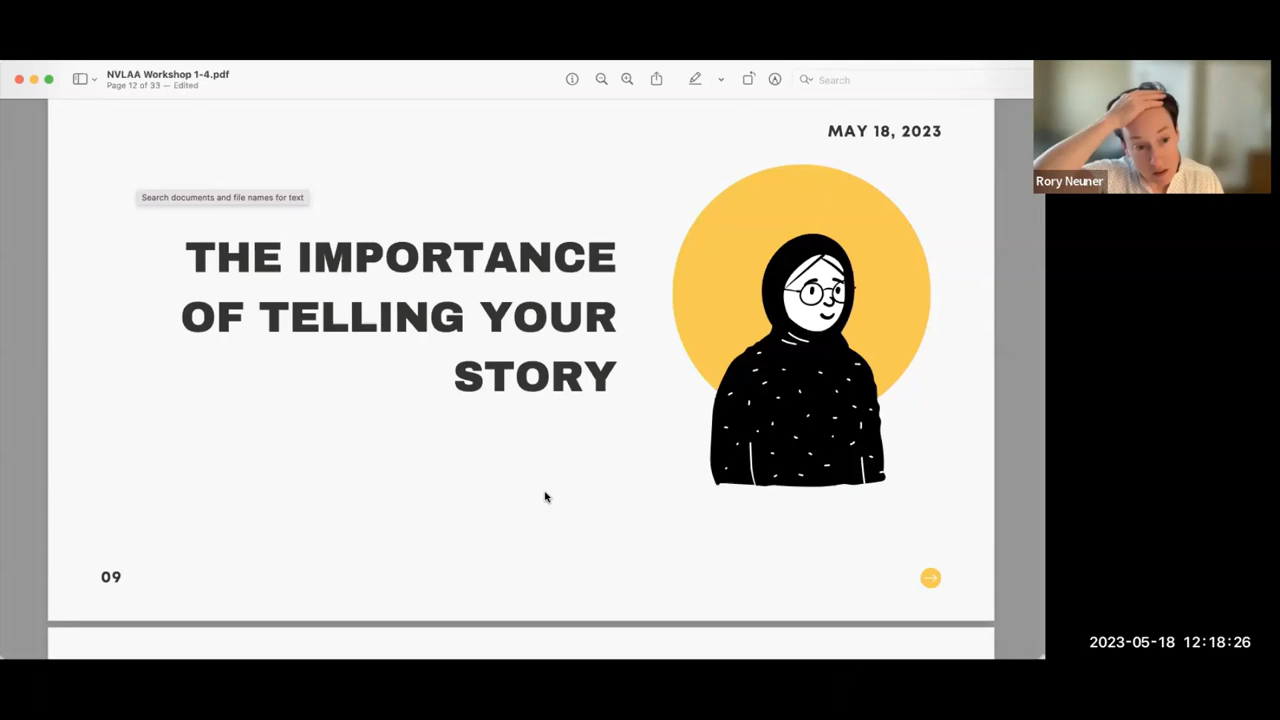 NVLAA Workshop 1-4.pdf
Page 12 of 33 — Edited
Search
MAY 18, 2023
Search documents and file names for text
THE IMPORTANCE
OF TELLING YOUR
STORY
09
Rory Neuner
2023-05-18 12:18:26